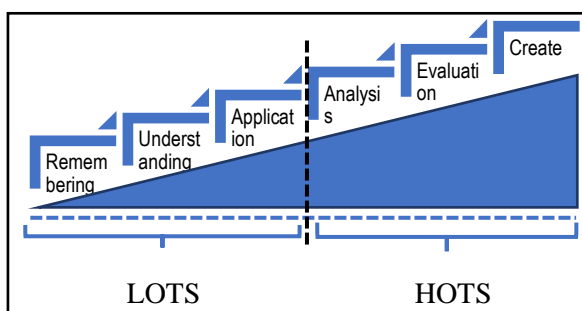 Remem
bering
Underst
anding
Applicat
ion
Analysi
s
Evaluati
on
Create
LOTS
HOTS